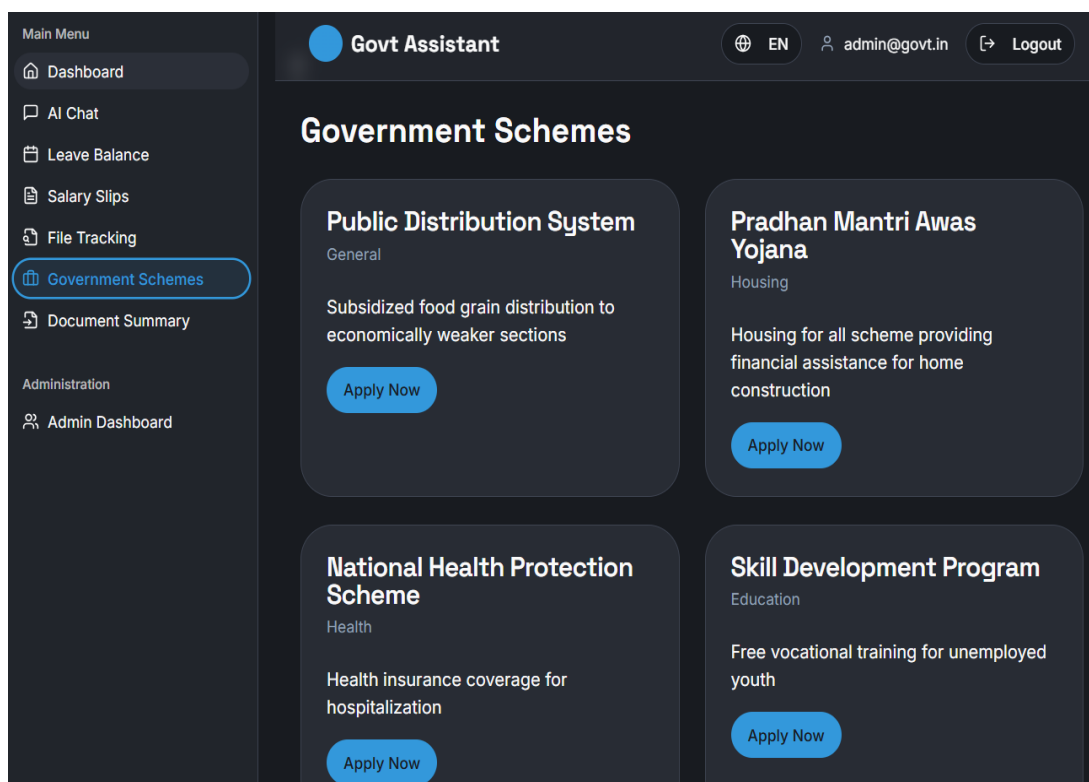 Main Menu
Dashboard
AI Chat
Leave Balance
Salary Slips
File Tracking
Government Schemes
Document Summary
Administration
Admin Dashboard
Govt Assistant
EN
admin@govt.in
Logout
Government Schemes
Public Distribution System
General
Subsidized food grain distribution to
economically weaker sections
Apply Now
Pradhan Mantri Awas
Yojana
Housing
Housing for all scheme providing
financial assistance for home
construction
Apply Now
National Health Protection
Scheme
Health
Health insurance coverage for
hospitalization
Apply Now
Skill Development Program
Education
Free vocational training for unemployed
youth
Apply Now